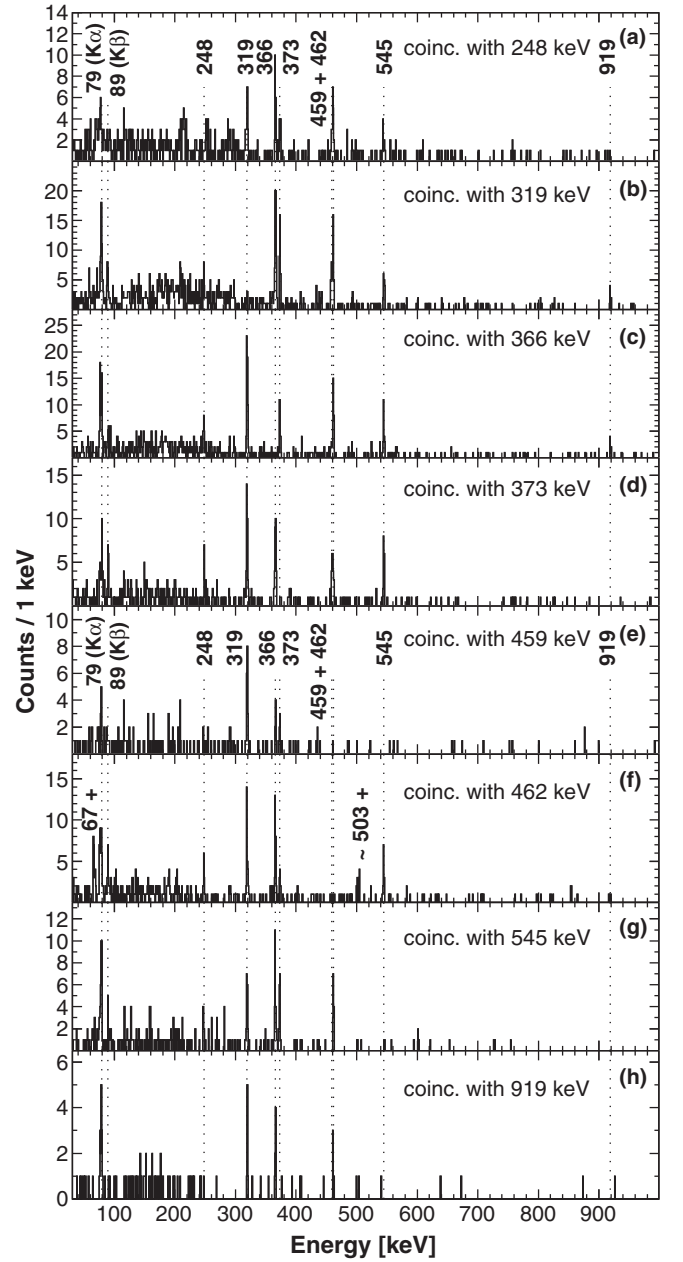 Counts / 1 keV
14
12
10
8
6
4
2
79 (Kα)
89 (Kβ)
248
319
366
373
459 + 462
545
919
coinc. with 248 keV
(a)
20
15
10
5
coinc. with 319 keV
(b)
25
20
15
10
5
coinc. with 366 keV
(c)
15
10
5
coinc. with 373 keV
(d)
10
8
6
4
2
79 (Kα)
89 (Kβ)
248
319
366
373
459 + 462
545
919
coinc. with 459 keV
(e)
15
10
5
67 +
~ 503 +
coinc. with 462 keV
(f)
12
10
8
6
4
2
coinc. with 545 keV
(g)
6
4
2
0
coinc. with 919 keV
(h)
100 200 300 400 500 600 700 800 900
Energy [keV]